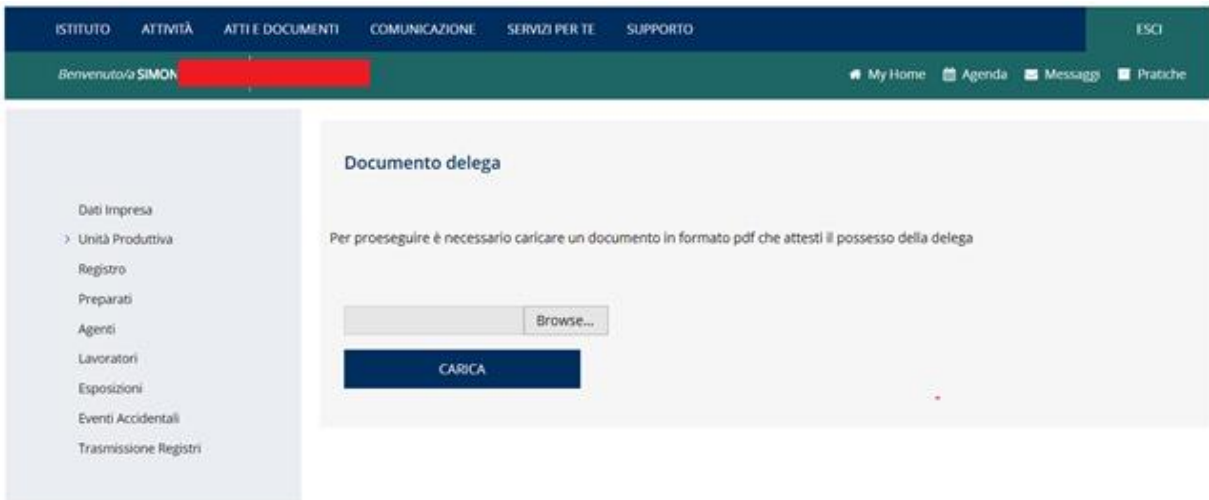 ISTITUTO ATTIVITÀ ATTI E DOCUMENTI COMUNICAZIONE SERVIZI PER TE SUPPORTO ESCI
Benvenuto/a SIMON My Home Agenda Messaggi Pratiche
Documento delega
Dati Impresa
Unità Produttiva
Per proeseguire è necessario caricare un documento in formato pdf che attesti il possesso della delega
Registro
Preparati
Agenti
Browse...
Lavoratori
CARICA
Esposizioni
Eventi Accidentali
Trasmissione Registri